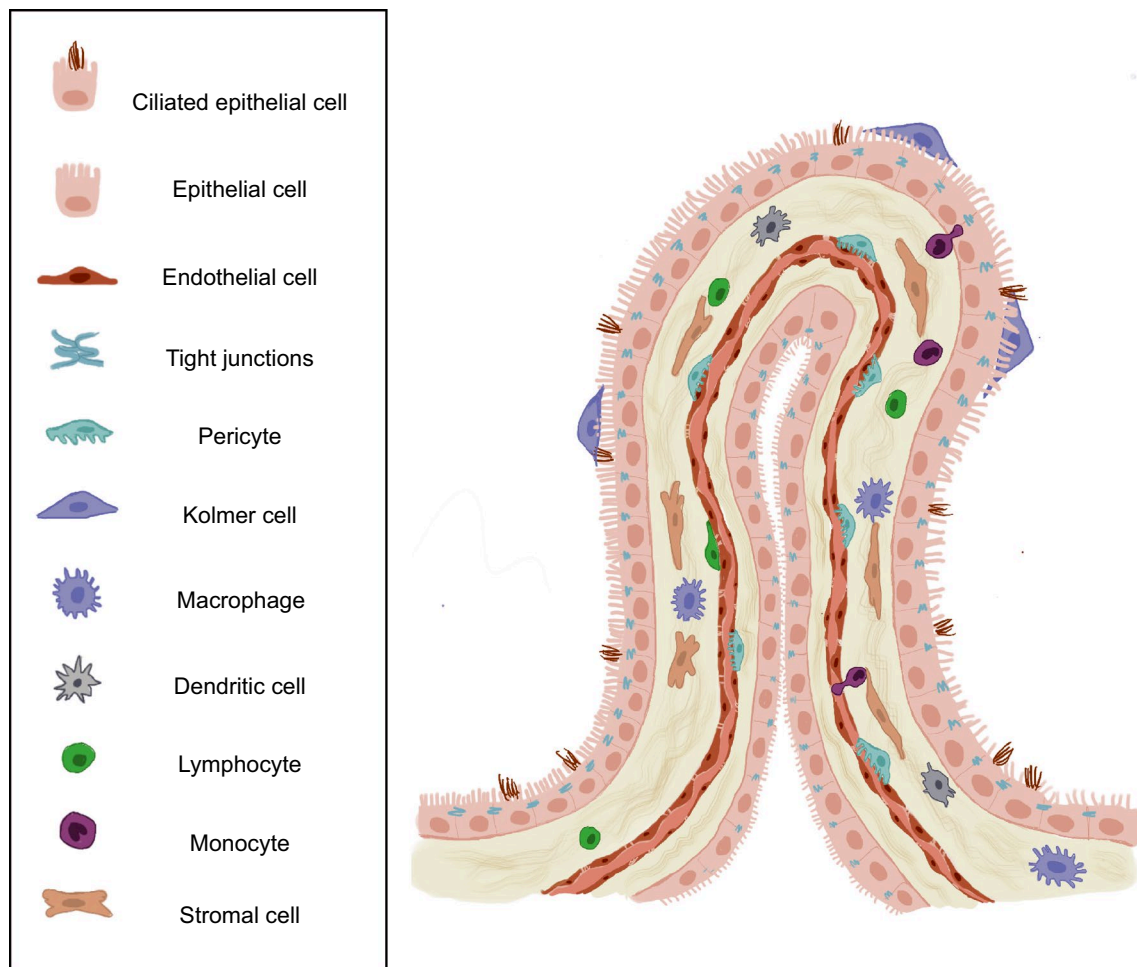 Ciliated epithelial cell
Epithelial cell
Endothelial cell
Tight junctions
Pericyte
Kolmer cell
Macrophage
Dendritic cell
Lymphocyte
Monocyte
Stromal cell